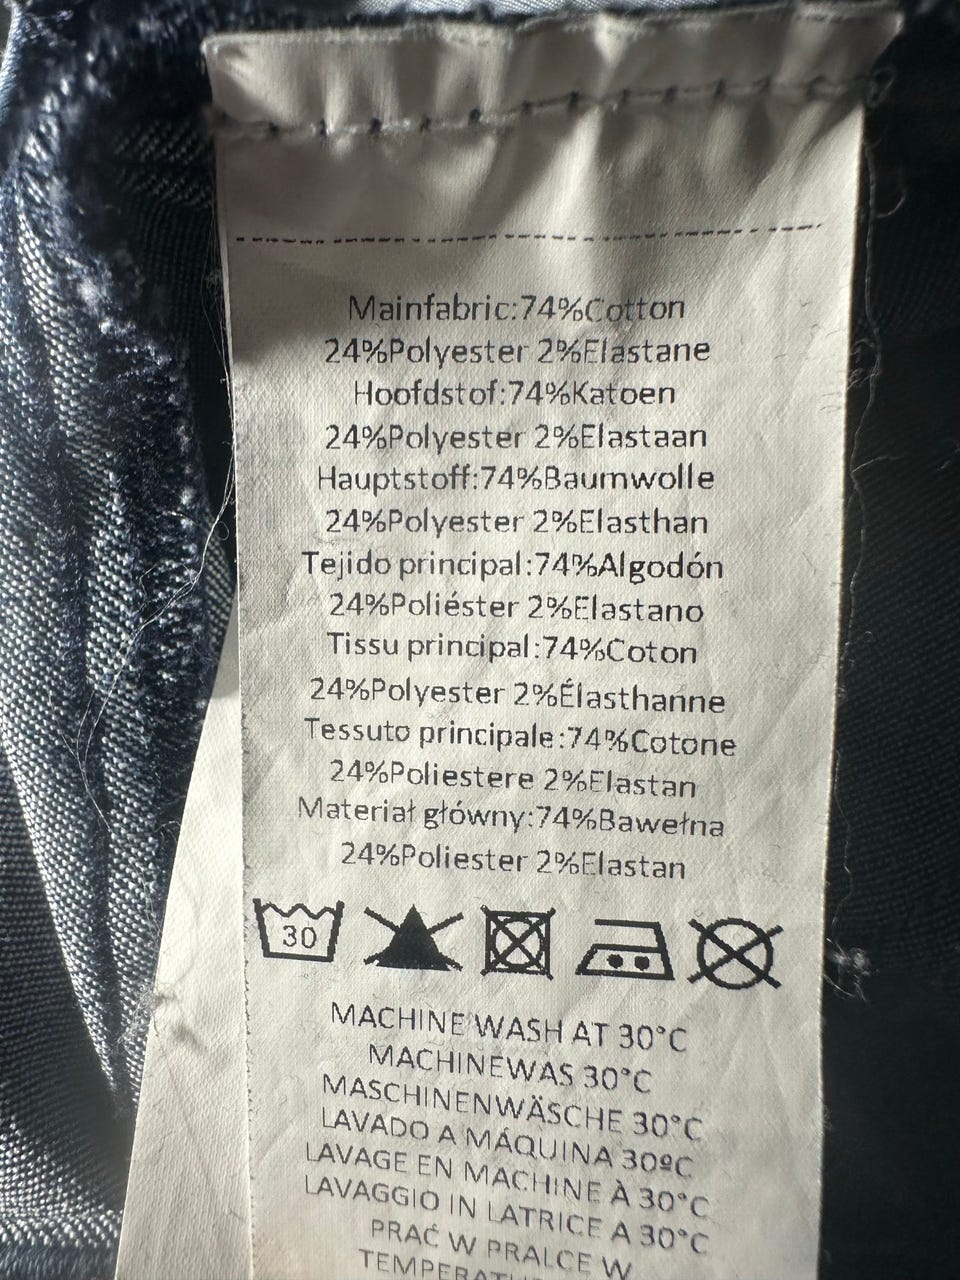 Mainfabric:74%Cotton
24%Polyester 2%Elastane
Hoofdstof:74%Katoen
24%Polyester 2%Elastaan
Hauptstoff:74%Baumwolle
24%Polyester 2%Elasthan
Tejido principal:74%Algodón
24%Poliéster 2%Elastano
Tissu principal:74%Coton
24%Polyester 2%Élasthanne
Tessuto principale:74%Cotone
24%Poliestere 2%Elastan
Materiał główny:74%Bawełna
24%Poliester 2%Elastan
30
MACHINE WASH AT 30°C
MACHINEWAS 30°C
MASCHINENWÄSCHE 30°C
LAVADO A MÁQUINA 30ºC
LAVAGE EN MACHINE À 30°C
LAVAGGIO IN LATRICE A 30°C
PRAĆ W PRALCE W